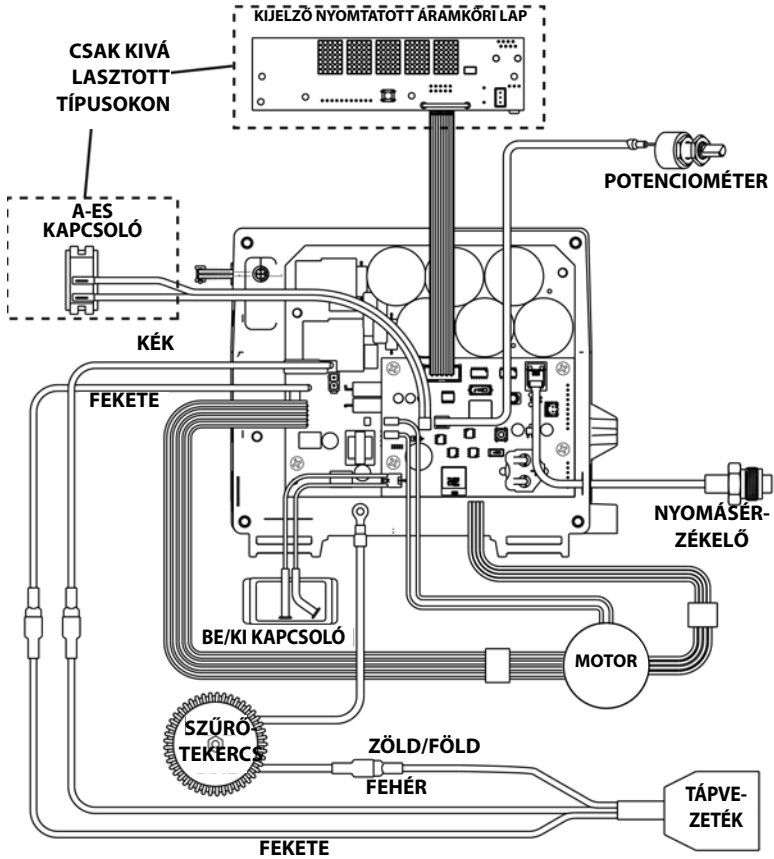 KIJELZŐ NYOMTATOTT ÁRAMKÖRI LAP
CSAK KIVÁ
LASZTOTT
TÍPUSOKON
POTENCIOMÉTER
A-ES
KAPCSOLÓ
KÉK
FEKETE
NYOMÁSÉR-
ZÉKELŐ
BE/KI KAPCSOLÓ
MOTOR
SZŰRŐ-
TEKERCS
ZÖLD/FÖLD
FEHÉR
TÁPVE-
ZETÉK
FEKETE